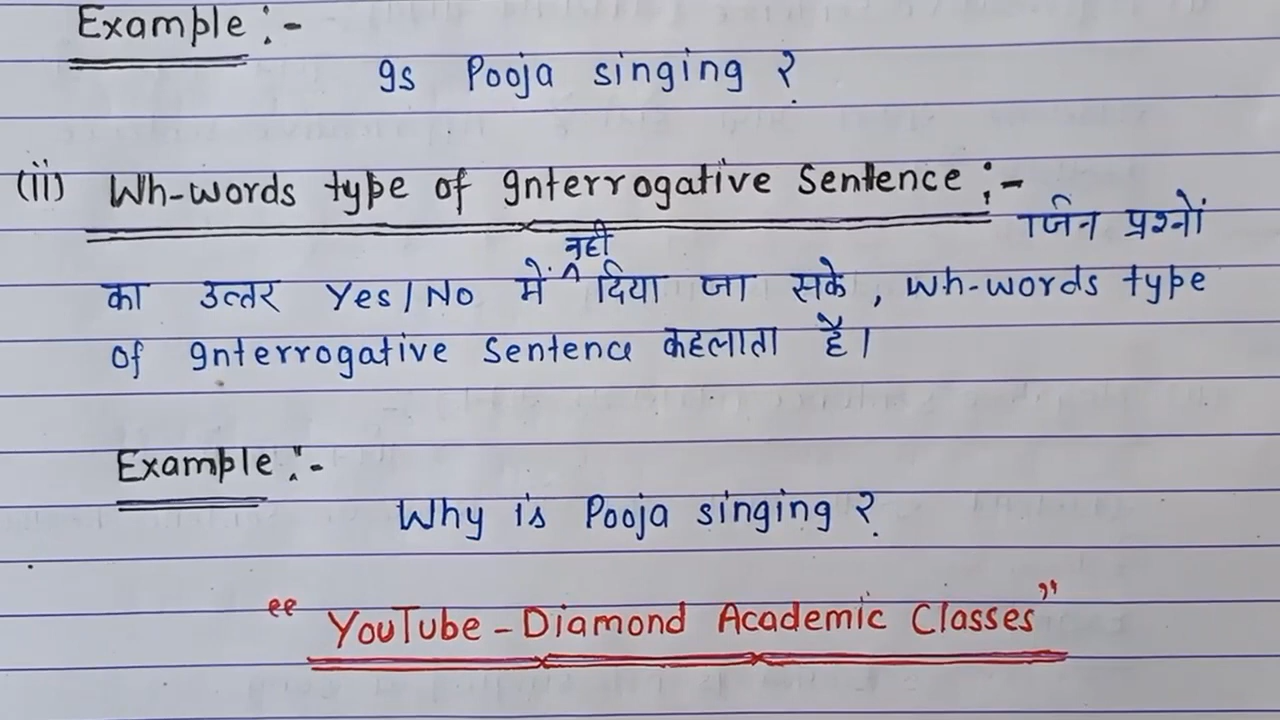 Example :-
Is Pooja singing ?
(ii) Wh-words type of Interrogative Sentence :-
जिन प्रश्नों
नही
का उत्तर Yes/No में ^ दिया जा सके, Wh-words type
of Interrogative Sentence कहलाता है।
Example :-
Why is Pooja singing ?
“YouTube - Diamond Academic Classes”